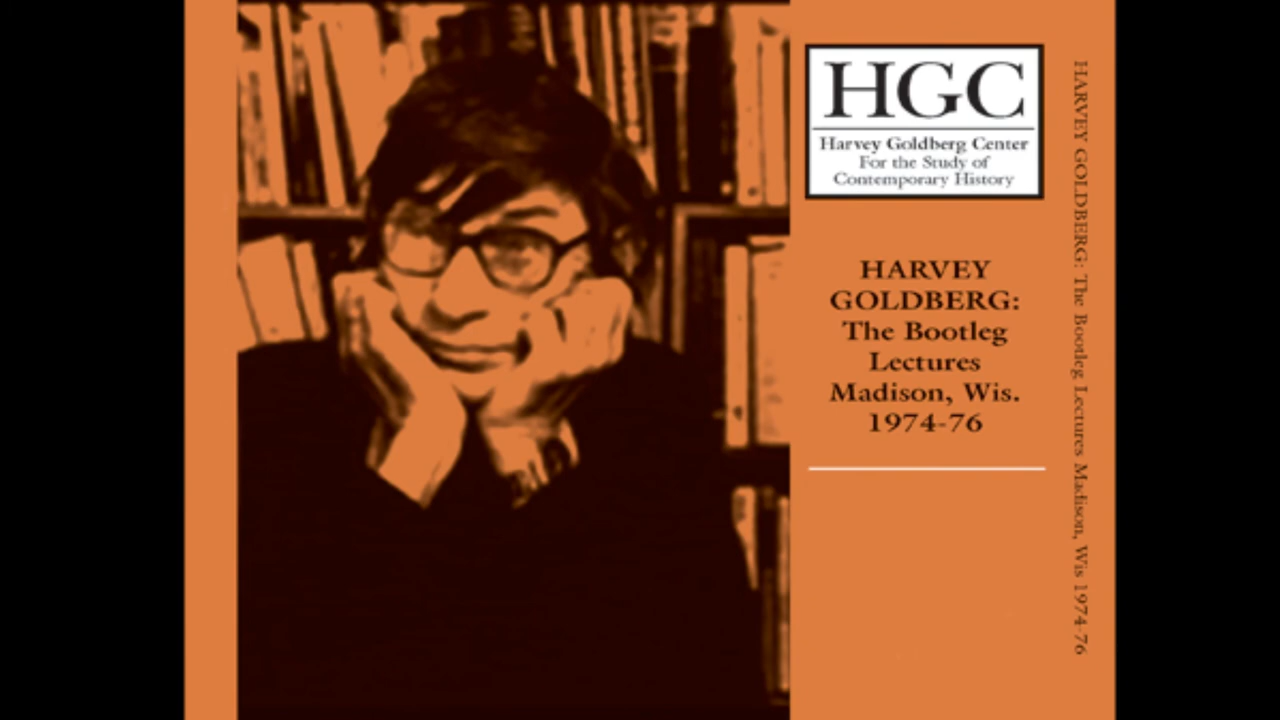 HGC
Harvey Goldberg Center
For the Study of
Contemporary History
HARVEY
GOLDBERG:
The Bootleg
Lectures
Madison, Wis.
1974-76
HARVEY GOLDBERG: The Bootleg Lectures Madison, Wis 1974-76